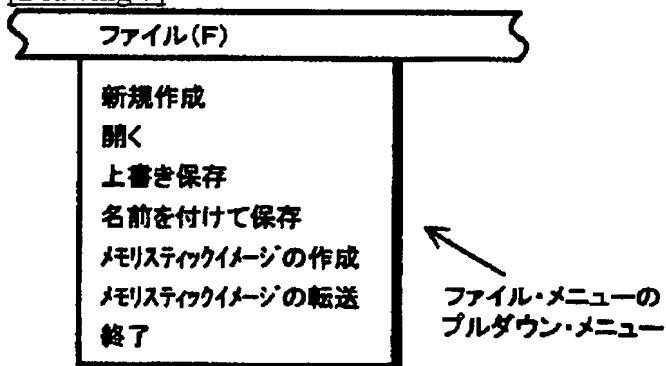 ファイル(F)
新規作成
開く
上書き保存
名前を付けて保存
ﾒﾓﾘｽﾃｨｯｸｲﾒｰｼﾞの作成
ﾒﾓﾘｽﾃｨｯｸｲﾒｰｼﾞの転送
終了
ファイル・メニューの
プルダウン・メニュー